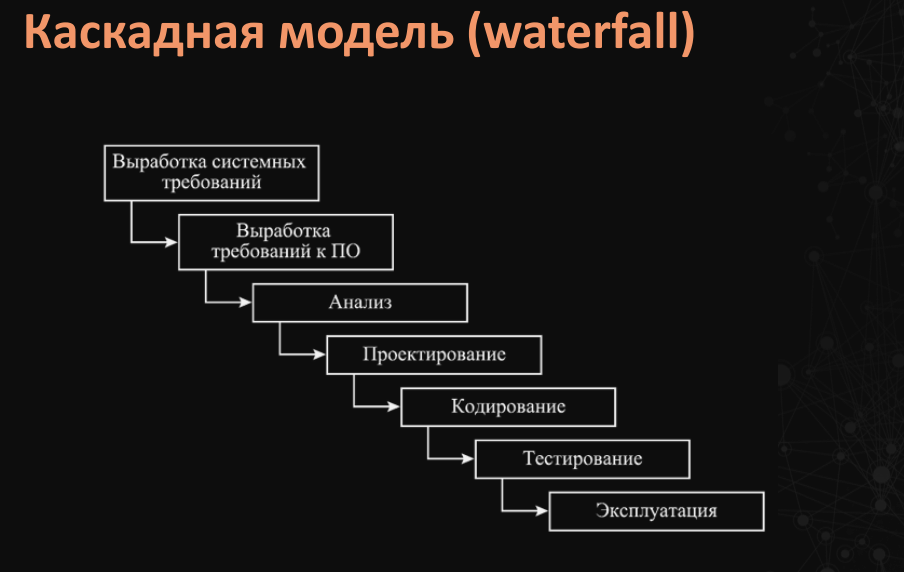 Каскадная модель (waterfall)
Выработка системных
требований
Выработка
требований к ПО
Анализ
Проектирование
Кодирование
Тестирование
Эксплуатация